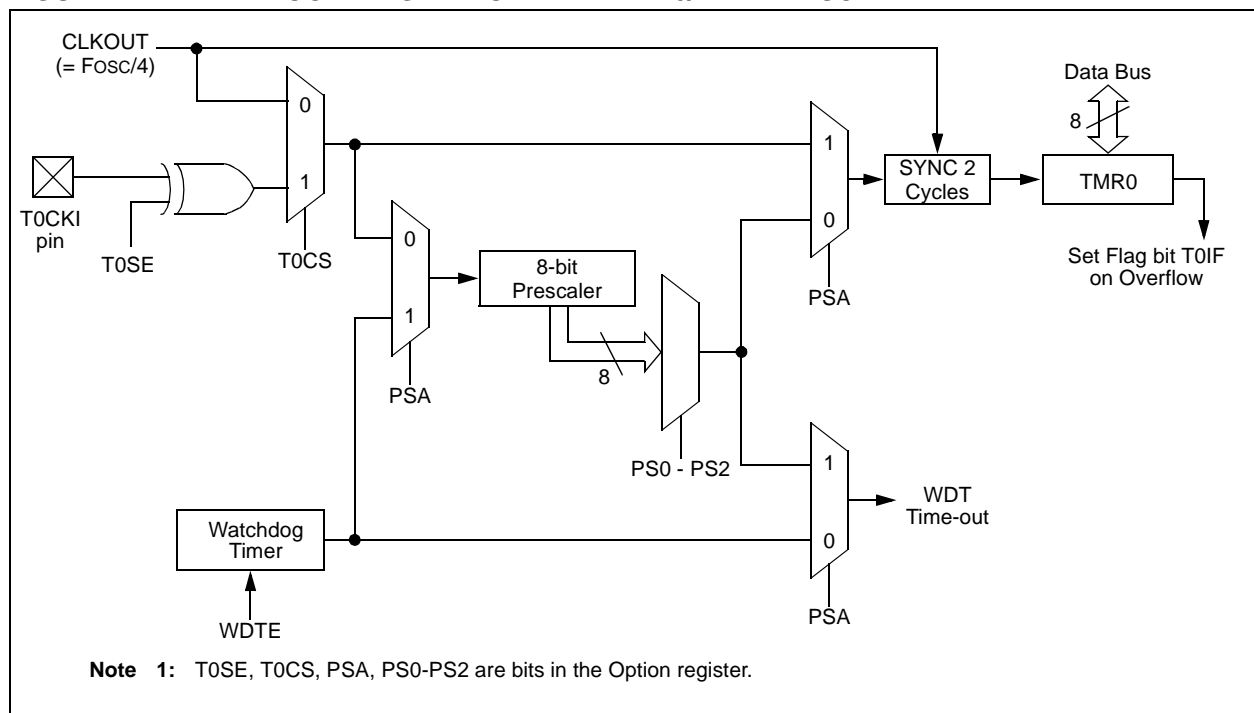 CLKOUT
(= FOSC/4)
Data Bus
0
8
1
1
SYNC 2
Cycles
TMR0
T0CKI
pin
T0SE
T0CS
0
8-bit
Prescaler
0
PSA
Set Flag bit T0IF
on Overflow
1
8
PSA
PS0 - PS2
1
WDT
Time-out
Watchdog
Timer
0
WDTE
PSA
Note 1: T0SE, T0CS, PSA, PS0-PS2 are bits in the Option register.